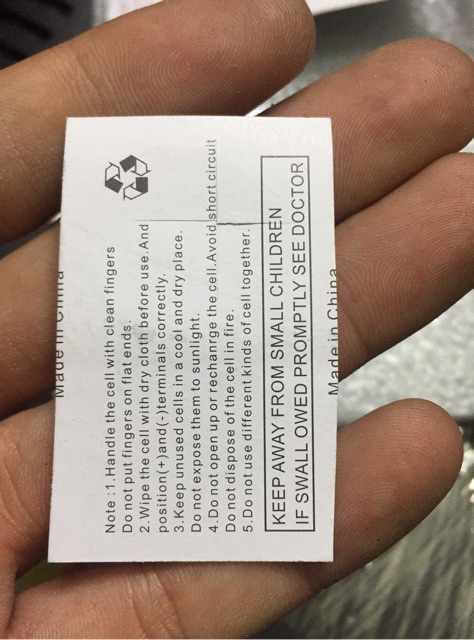 Made in China
Note :1.Handle the cell with clean fingers
Do not put fingers on flat ends.
2.Wipe the cell with dry cloth before use.And
position(+)and(-)terminals correctly.
3.Keep unused cells in a cool and dry place.
Do not expose them to sunlight.
4.Do not open up or rechanrge the cell.Avoid short circuit
Do not dispose of the cell in fire.
5.Do not use different kinds of cell together.
KEEP AWAY FROM SMALL CHILDREN
IF SWALL OWED PROMPTLY SEE DOCTOR
Made in China